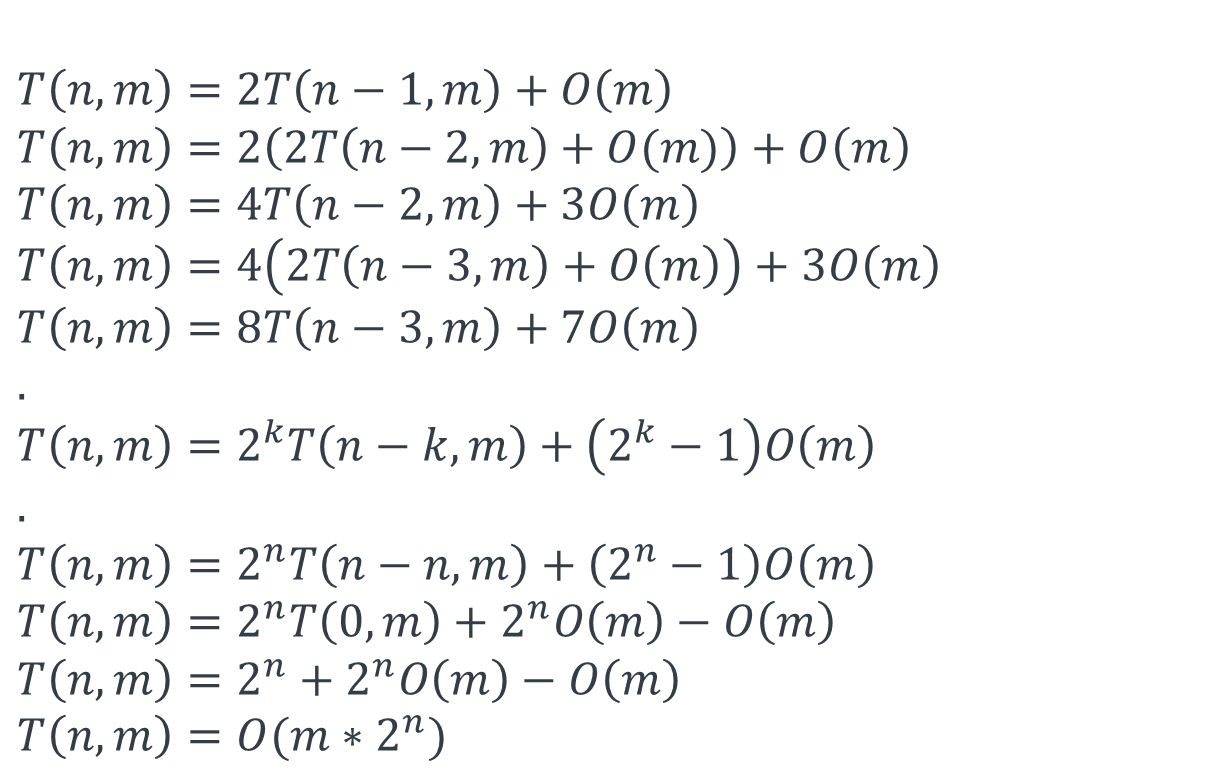 T(n, m) = 2T(n − 1, m) + O(m)
T(n, m) = 2(2T(n − 2, m) + O(m)) + O(m)
T(n, m) = 4T(n − 2, m) + 3O(m)
T(n, m) = 4(2T(n − 3, m) + O(m)) + 3O(m)
T(n, m) = 8T(n − 3, m) + 7O(m)
.
T(n, m) = 2^k T(n − k, m) + (2^k − 1)O(m)
.
T(n, m) = 2^n T(n − n, m) + (2^n − 1)O(m)
T(n, m) = 2^n T(0, m) + 2^n O(m) − O(m)
T(n, m) = 2^n + 2^n O(m) − O(m)
T(n, m) = O(m * 2^n)